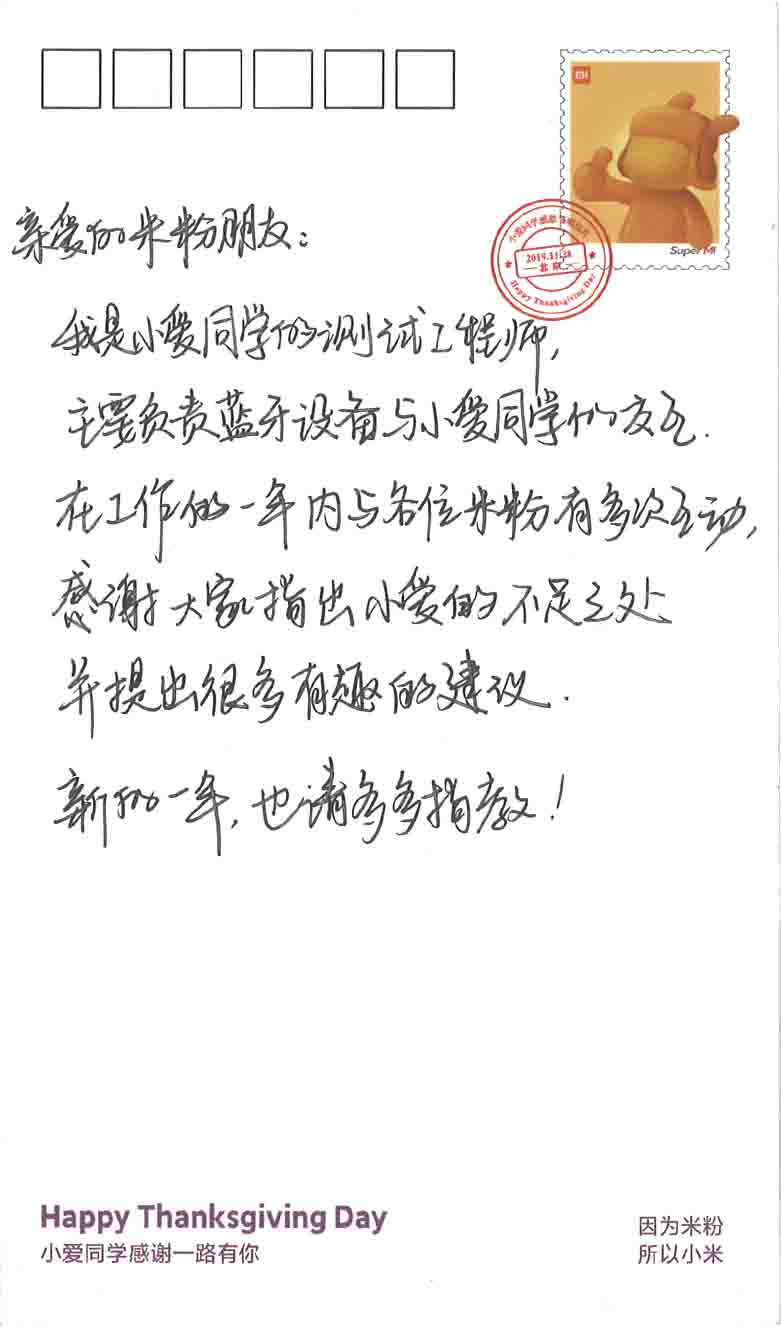 MI
Super MI
小爱同学感恩
2019.11.28
北京
Happy Thanksgiving Day
亲爱的米粉朋友：
我是小爱同学的测试工程师，
主要负责蓝牙设备与小爱同学的交互.
在工作的一年内与各位米粉有多次互动，
感谢大家指出小爱的不足之处
并提出很多有趣的建议.
新的一年，也请多多指教！
Happy Thanksgiving Day
小爱同学感谢一路有你
因为米粉
所以小米